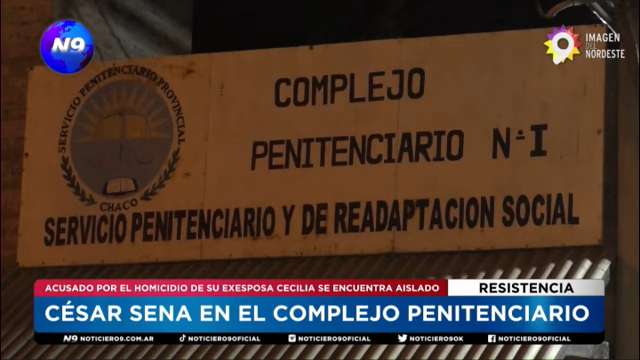 N9
IMAGEN
DEL
NORDESTE
SERVICIO PENITENCIARIO PROVINCIAL
CHACO
COMPLEJO
PENITENCIARIO Nº I
SERVICIO PENITENCIARIO Y DE READAPTACION SOCIAL
ACUSADO POR EL HOMICIDIO DE SU EXESPOSA CECILIA SE ENCUENTRA AISLADO
RESISTENCIA
CÉSAR SENA EN EL COMPLEJO PENITENCIARIO
N9 NOTICIERO9.COM.AR NOTICIERO9OFICIAL NOTICIERO9OFICIAL NOTICIERO9OK NOTICIERO9OFICIAL